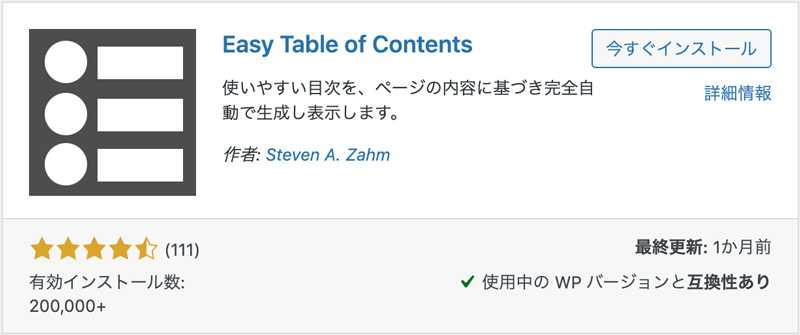 Easy Table of Contents
今すぐインストール
詳細情報
使いやすい目次を、ページの内容に基づき完全自
動で生成し表示します。
作者: Steven A. Zahm
(111)
有効インストール数:
200,000+
最終更新: 1か月前
使用中の WP バージョンと互換性あり